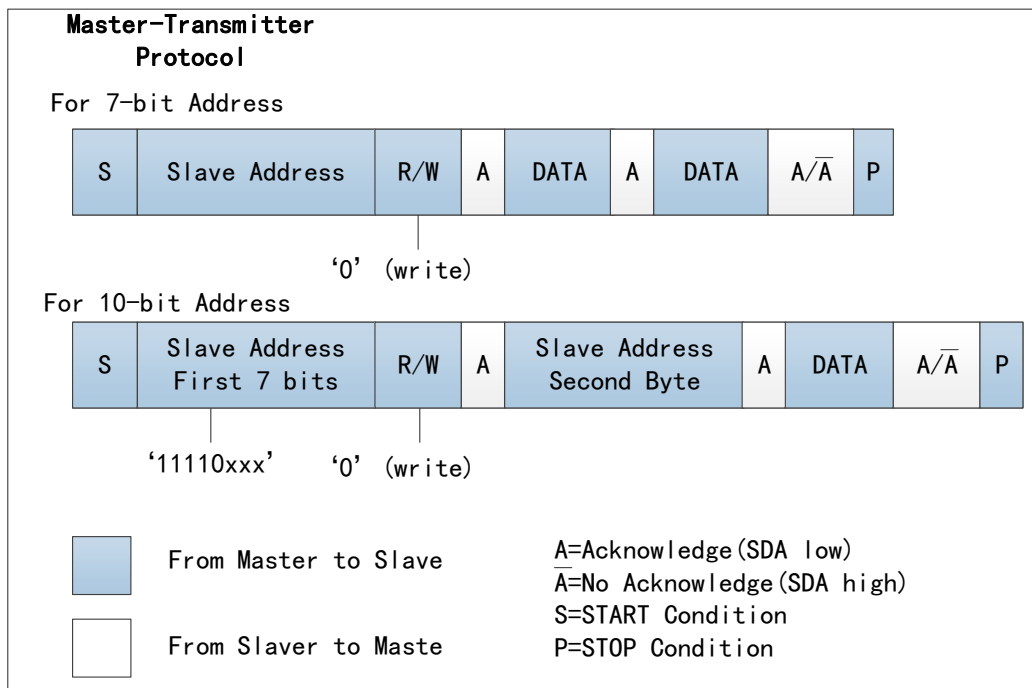 Master-Transmitter
Protocol
For 7-bit Address
S Slave Address R/W A DATA A DATA A/A̅ P
‘0’ (write)
For 10-bit Address
S Slave Address First 7 bits R/W A Slave Address Second Byte A DATA A/A̅ P
‘11110xxx’ ‘0’ (write)
From Master to Slave
From Slaver to Maste
A=Acknowledge(SDA low)
A̅=No Acknowledge(SDA high)
S=START Condition
P=STOP Condition